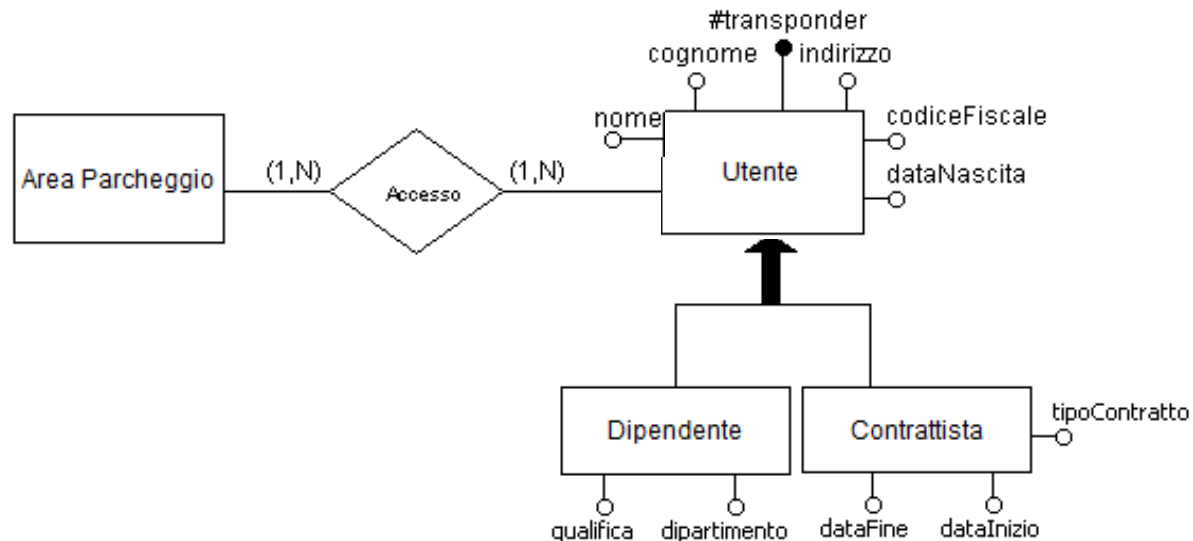 #transponder
cognome
indirizzo
nome
codiceFiscale
Area Parcheggio
(1,N)
Accesso
(1,N)
Utente
dataNascita
Dipendente
Contrattista
tipoContratto
qualifica
dipartimento
dataFine
dataInizio